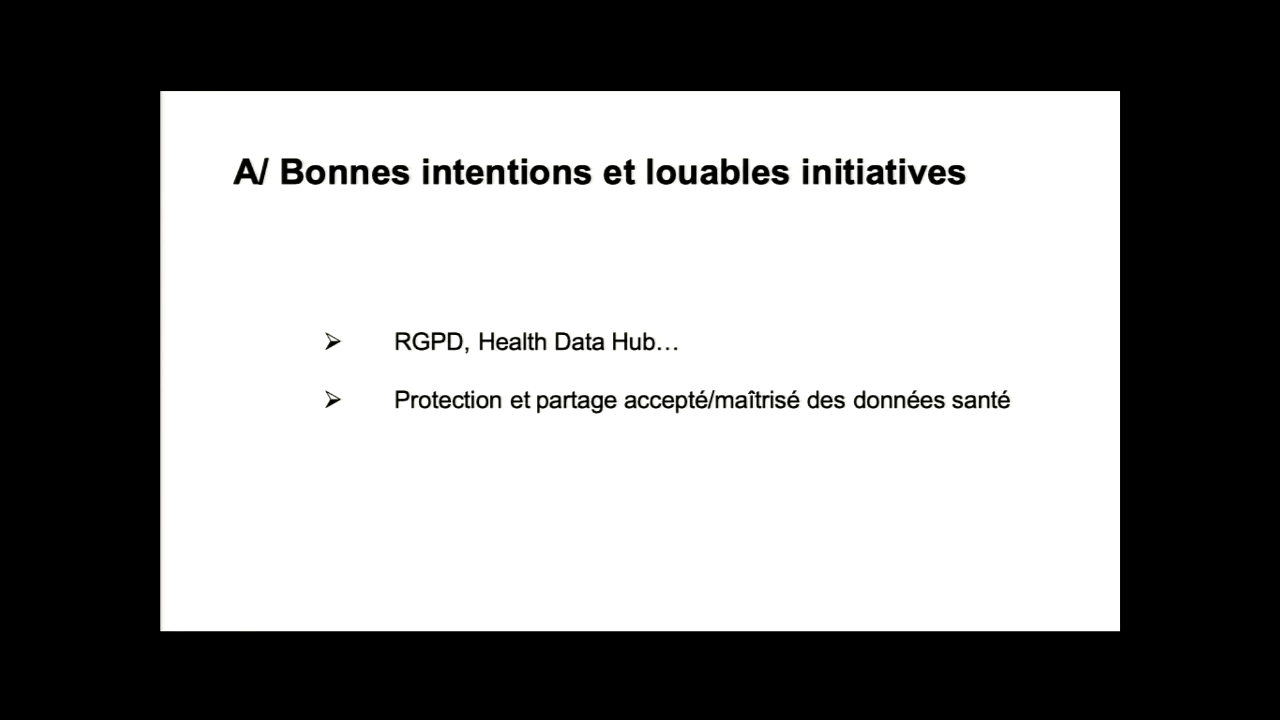 A/ Bonnes intentions et louables initiatives
➢ RGPD, Health Data Hub…
➢ Protection et partage accepté/maîtrisé des données santé